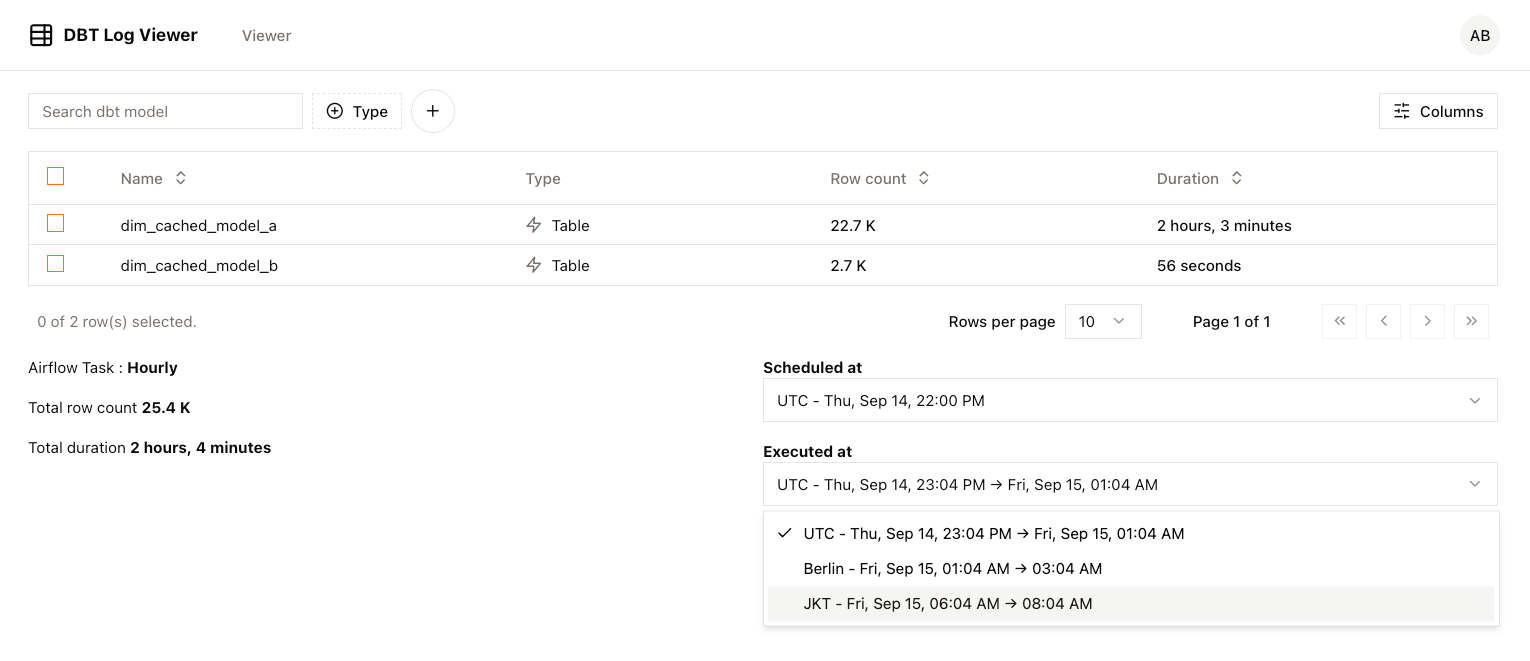 DBT Log Viewer Viewer AB
Search dbt model Type Columns
Name Type Row count Duration
dim_cached_model_a Table 22.7 K 2 hours, 3 minutes
dim_cached_model_b Table 2.7 K 56 seconds
0 of 2 row(s) selected. Rows per page 10 Page 1 of 1
Airflow Task : Hourly
Total row count 25.4 K
Total duration 2 hours, 4 minutes
Scheduled at
UTC - Thu, Sep 14, 22:00 PM
Executed at
UTC - Thu, Sep 14, 23:04 PM → Fri, Sep 15, 01:04 AM
UTC - Thu, Sep 14, 23:04 PM → Fri, Sep 15, 01:04 AM
Berlin - Fri, Sep 15, 01:04 AM → 03:04 AM
JKT - Fri, Sep 15, 06:04 AM → 08:04 AM